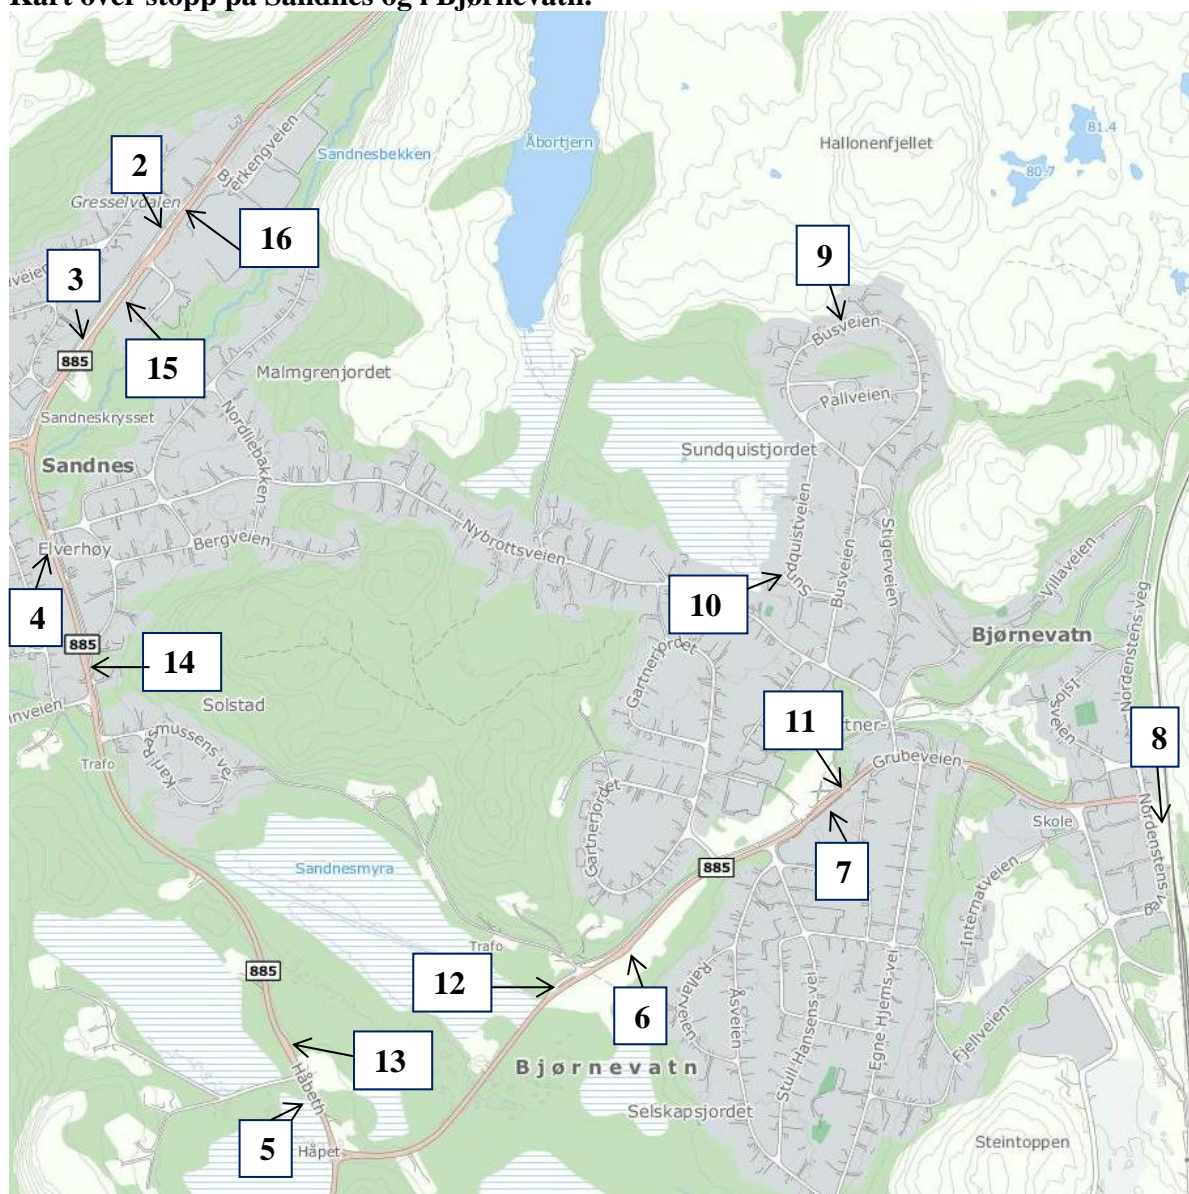 Kart over stopp på Sandnes og i Bjørnevatn.
Åbortjern
Hallonenfjellet
81.4
80.7
Bjerkengveien
Sandnesbekken
2
Gresselvdalen
16
9
3
15
885
Busveien
Malmgrenjordet
Pallveien
Sandneskrysset
Nordliebakken
Sundquistjordet
Sandnes
Nybrottsveien
Sundquistveien
Busveien
Stigerveien
Elverhøy
Bergveien
Villaveien
4
10
885
14
Bjørnevatn
Nordenstens veg
Gartnerjordet
Solstad
11
8
Grubeveien
Trafo
Gartnerjordet
Skole
Nordenstens veg
7
885
Sandnesmyra
Internatveien
Trafo
885
12
6
Rallarveien
Åsveien
Stull-Hansens vei
Egne Hjems vei
Fjellveien
13
Håbeth
Bjørnevatn
Selskapsjordet
5
Håpet
Steintoppen